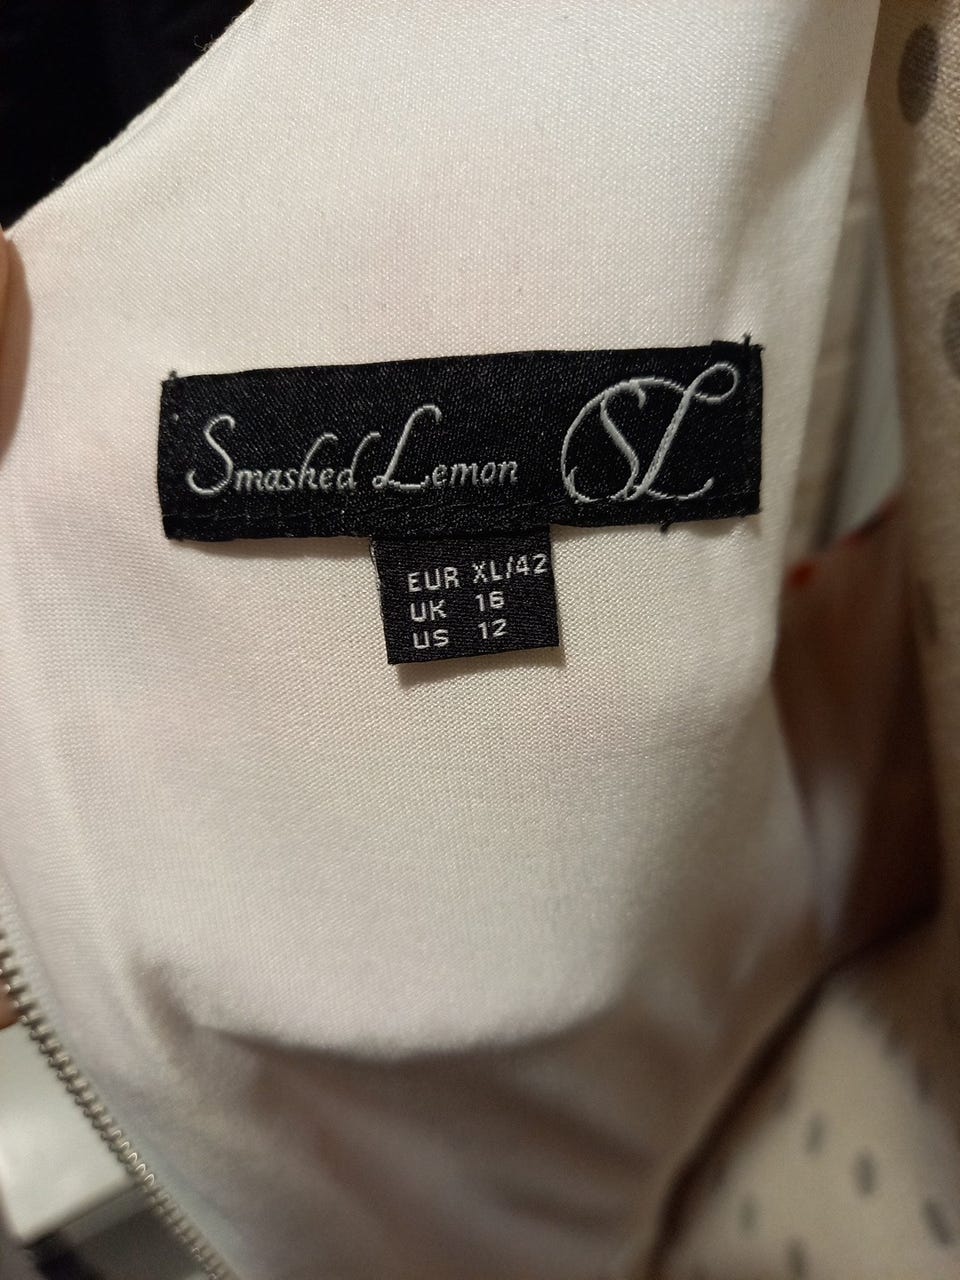 Smashed Lemon SL
EUR XL/42
UK 16
US 12